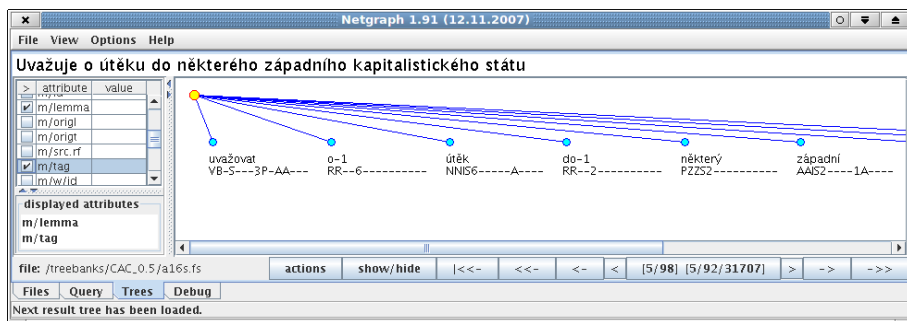 Netgraph 1.91 (12.11.2007)
File View Options Help
Uvažuje o útěku do některého západního kapitalistického státu
> attribute value
m/lemma
m/origl
m/origt
m/src.rf
m/tag
m/w/id
displayed attributes
m/lemma
m/tag
uvažovat o-1 útěk do-1 některý západní
VB-S---3P-AA--- RR--6---------- NNIS6-----A---- RR--2---------- PZZS2---------- AAIS2----1A----
file: /treebanks/CAC_0.5/a16s.fs actions show/hide |<<- <<- <- < [5/98] [5/92/31707] > -> ->>
Files Query Trees Debug
Next result tree has been loaded.